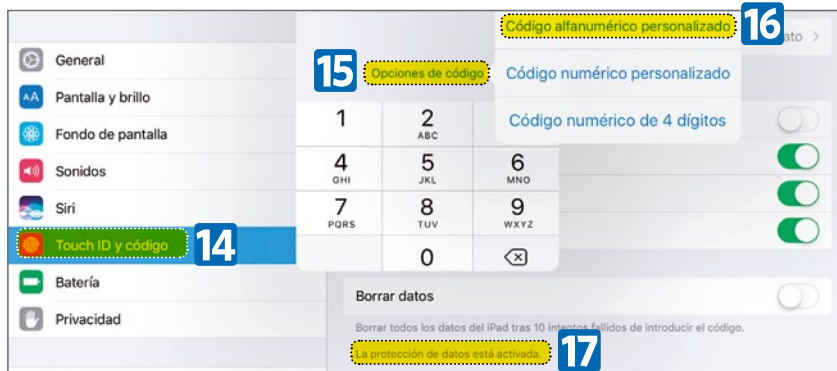 Código alfanumérico personalizado
16
ato >
General
15
Opciones de código
Código numérico personalizado
Pantalla y brillo
AA
Fondo de pantalla
1
2
ABC
Código numérico de 4 dígitos
Sonidos
4
GHI
5
JKL
6
MNO
Siri
7
PQRS
8
TUV
9
WXYZ
Touch ID y código
14
0
Batería
Borrar datos
Privacidad
Borrar todos los datos del iPad tras 10 intentos fallidos de introducir el código.
La protección de datos está activada.
17